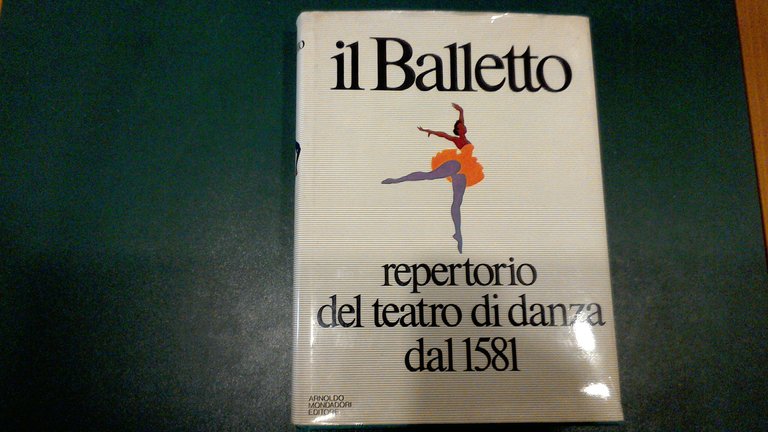 il Balletto
repertorio
del teatro di danza
dal 1581
ARNOLDO
MONDADORI
EDITORE